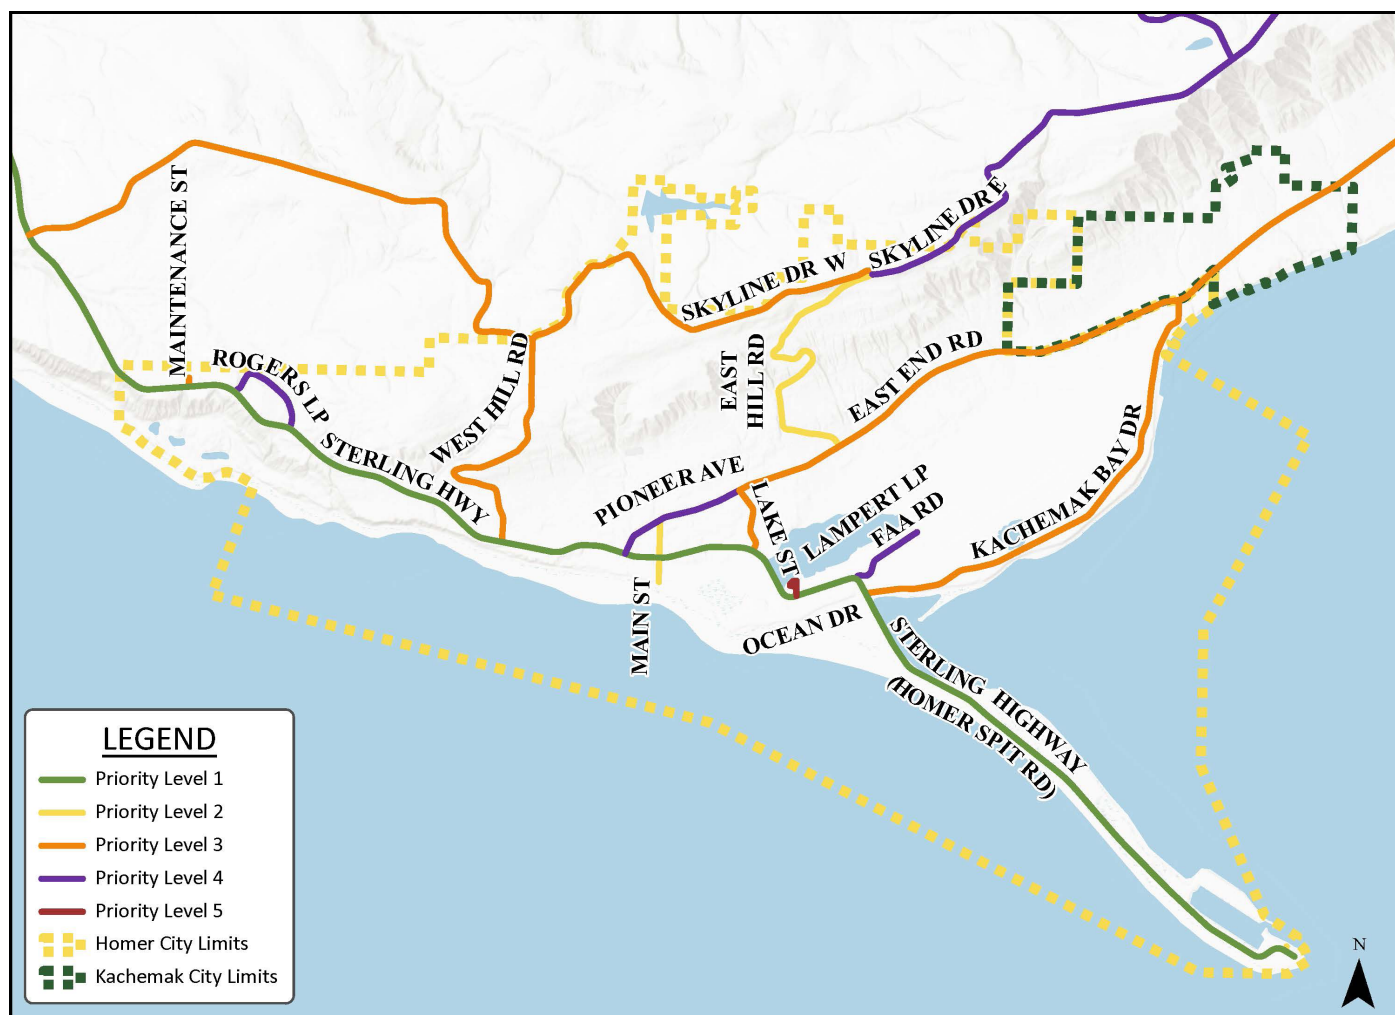 MAINTENANCE ST
ROGERS LP
STERLING HWY
WEST HILL RD
SKYLINE DR W
SKYLINE DR E
EAST
HILL RD
EAST END RD
PIONEER AVE
LAKE ST
LAMPERT LP
FAA RD
KACHEMAK BAY DR
MAIN ST
OCEAN DR
STERLING HIGHWAY
(HOMER SPIT RD)
LEGEND
Priority Level 1
Priority Level 2
Priority Level 3
Priority Level 4
Priority Level 5
Homer City Limits
Kachemak City Limits
N